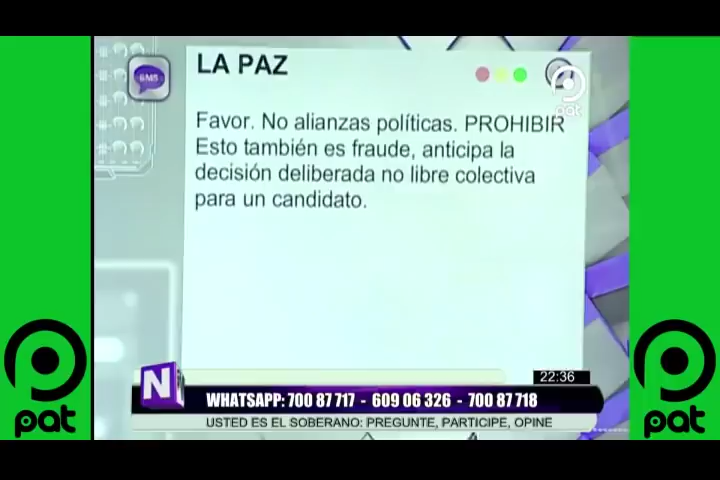 LA PAZ
SMS
pat
Favor. No alianzas políticas. PROHIBIR
Esto también es fraude, anticipa la
decisión deliberada no libre colectiva
para un candidato.
22:36
N
WHATSAPP: 700 87 717 - 609 06 326 - 700 87 718
USTED ES EL SOBERANO: PREGUNTE, PARTICIPE, OPINE
pat
pat